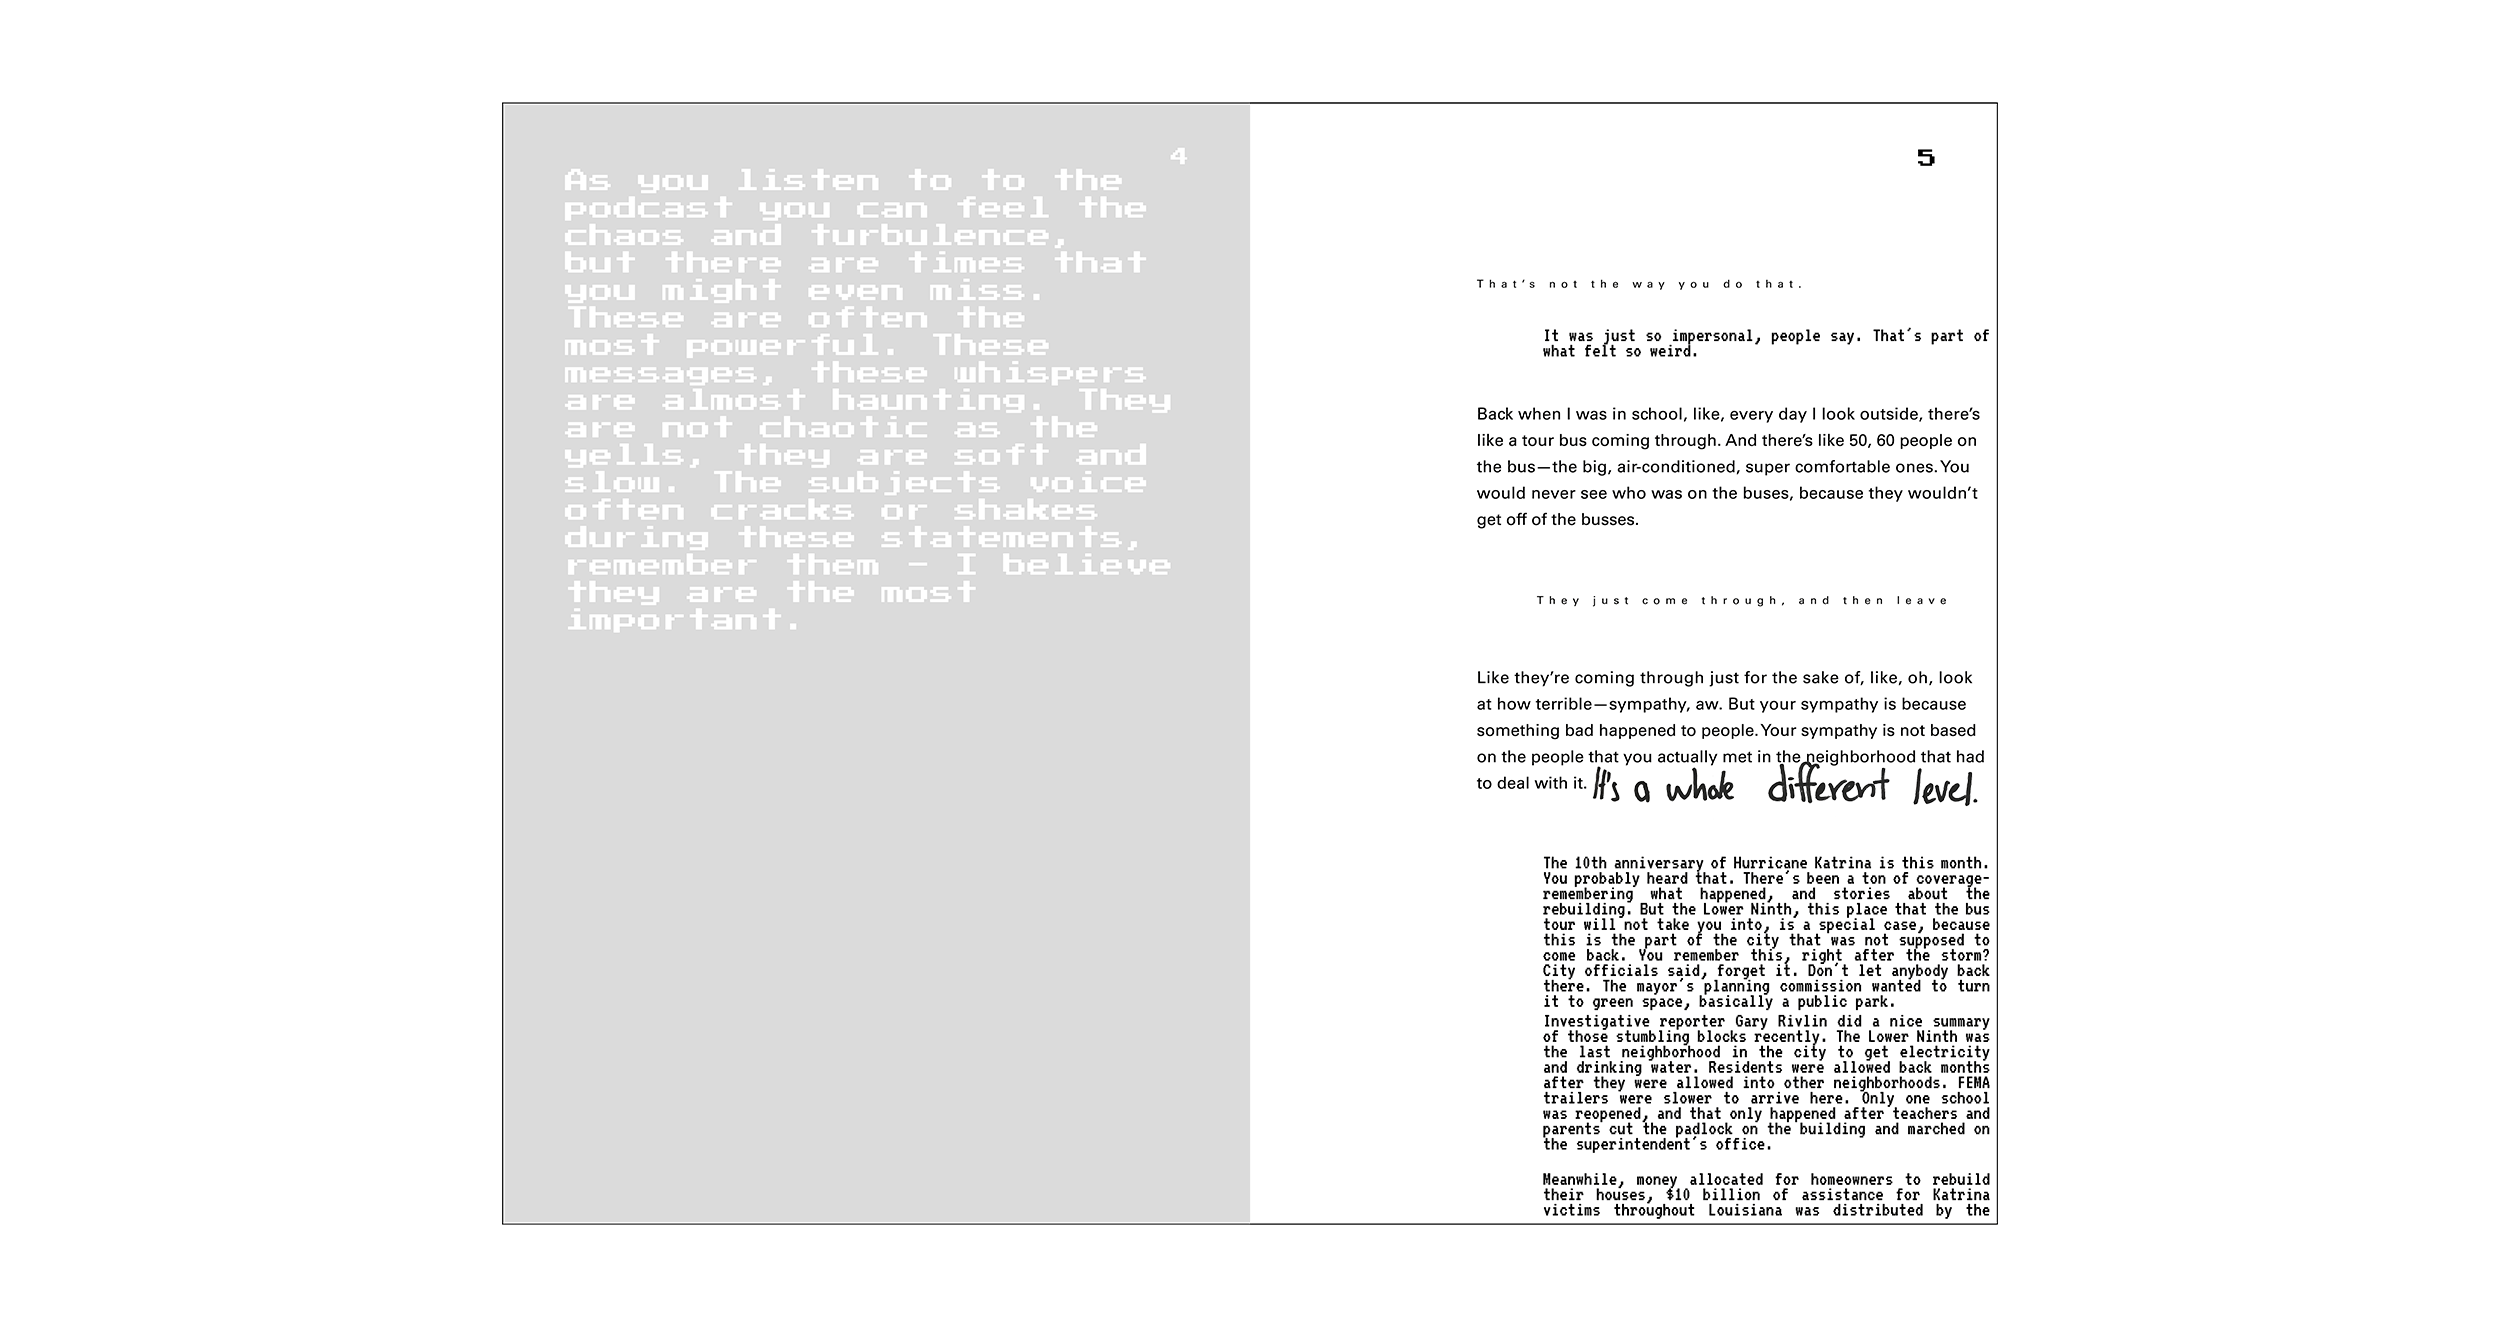 4
As you listen to to the
podcast you can feel the
chaos and turbulence,
but there are times that
you might even miss.
These are often the
most powerful. These
messages, these whispers
are almost haunting. They
are not chaotic as the
yells, they are soft and
slow. The subjects voice
often cracks or shakes
during these statements,
remember them - I believe
they are the most
important.
5
That's not the way you do that.
It was just so impersonal, people say. That´s part of
what felt so weird.
Back when I was in school, like, every day I look outside, there’s
like a tour bus coming through. And there’s like 50, 60 people on
the bus—the big, air-conditioned, super comfortable ones. You
would never see who was on the buses, because they wouldn’t
get off of the busses.
They just come through, and then leave
Like they’re coming through just for the sake of, like, oh, look
at how terrible—sympathy, aw. But your sympathy is because
something bad happened to people. Your sympathy is not based
on the people that you actually met in the neighborhood that had
to deal with it. It's a whole different level.
The 10th anniversary of Hurricane Katrina is this month.
You probably heard that. There´s been a ton of coverage-
remembering what happened, and stories about the
rebuilding. But the Lower Ninth, this place that the bus
tour will not take you into, is a special case, because
this is the part of the city that was not supposed to
come back. You remember this, right after the storm?
City officials said, forget it. Don´t let anybody back
there. The mayor´s planning commission wanted to turn
it to green space, basically a public park.
Investigative reporter Gary Rivlin did a nice summary
of those stumbling blocks recently. The Lower Ninth was
the last neighborhood in the city to get electricity
and drinking water. Residents were allowed back months
after they were allowed into other neighborhoods. FEMA
trailers were slower to arrive here. Only one school
was reopened, and that only happened after teachers and
parents cut the padlock on the building and marched on
the superintendent´s office.
Meanwhile, money allocated for homeowners to rebuild
their houses, $10 billion of assistance for Katrina
victims throughout Louisiana was distributed by the